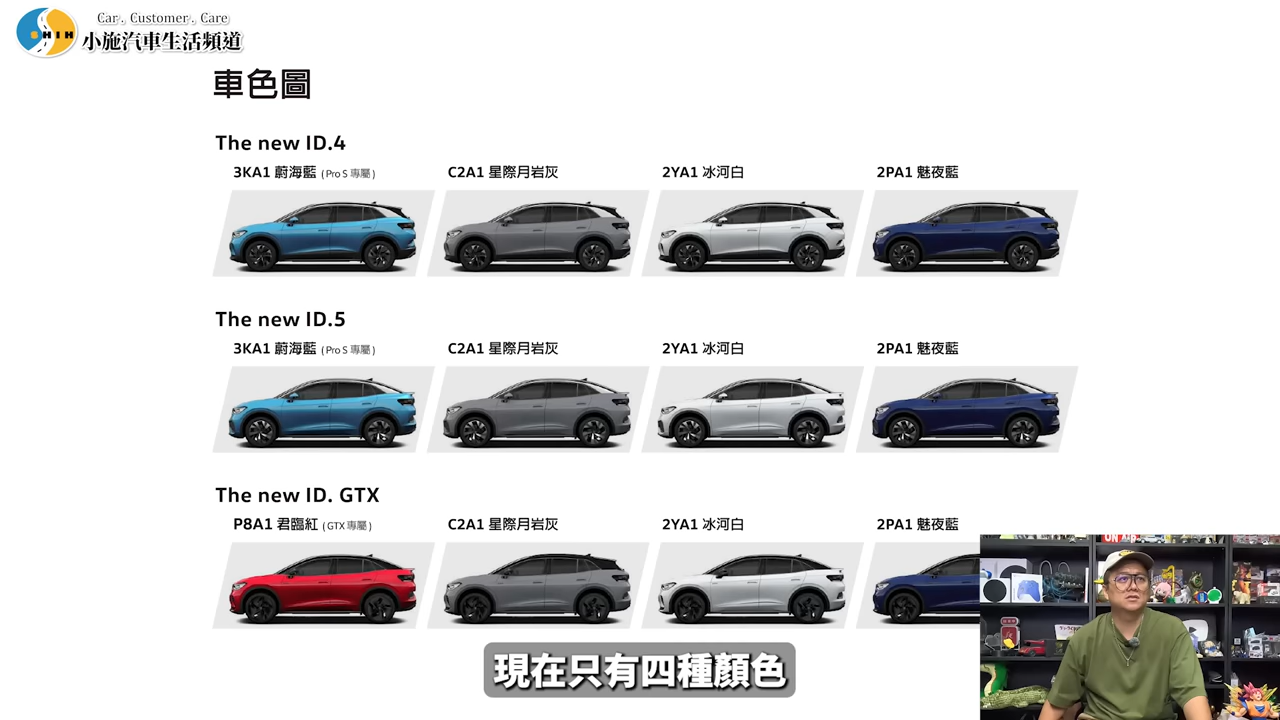 Car . Customer . Care
SHIH
小施汽車生活頻道
車色圖
The new ID.4
3KA1 蔚海藍 ( Pro S 專屬 )
C2A1 星際月岩灰
2YA1 冰河白
2PA1 魅夜藍
The new ID.5
3KA1 蔚海藍 ( Pro S 專屬 )
C2A1 星際月岩灰
2YA1 冰河白
2PA1 魅夜藍
The new ID. GTX
P8A1 君臨紅 ( GTX 專屬 )
C2A1 星際月岩灰
2YA1 冰河白
2PA1 魅夜藍
現在只有四種顏色